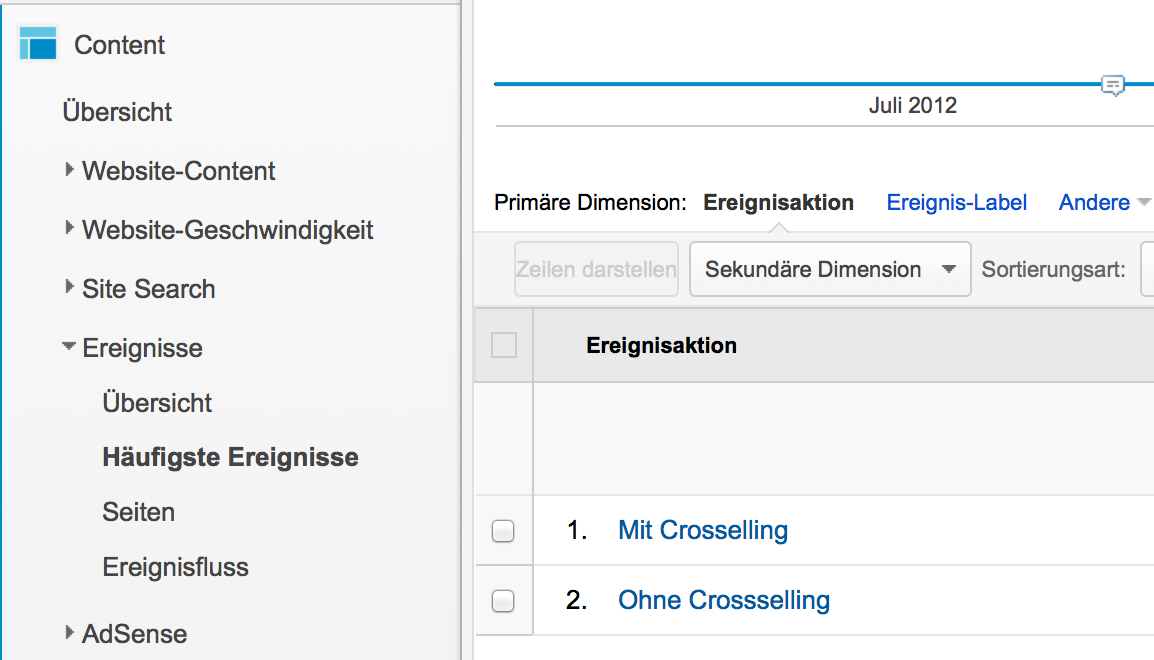 Content
Übersicht
Website-Content
Website-Geschwindigkeit
Site Search
Ereignisse
Übersicht
Häufigste Ereignisse
Seiten
Ereignisfluss
AdSense
Juli 2012
Primäre Dimension: Ereignisaktion Ereignis-Label Andere
Zeilen darstellen Sekundäre Dimension Sortierungsart:
Ereignisaktion
1. Mit Crosselling
2. Ohne Crossselling